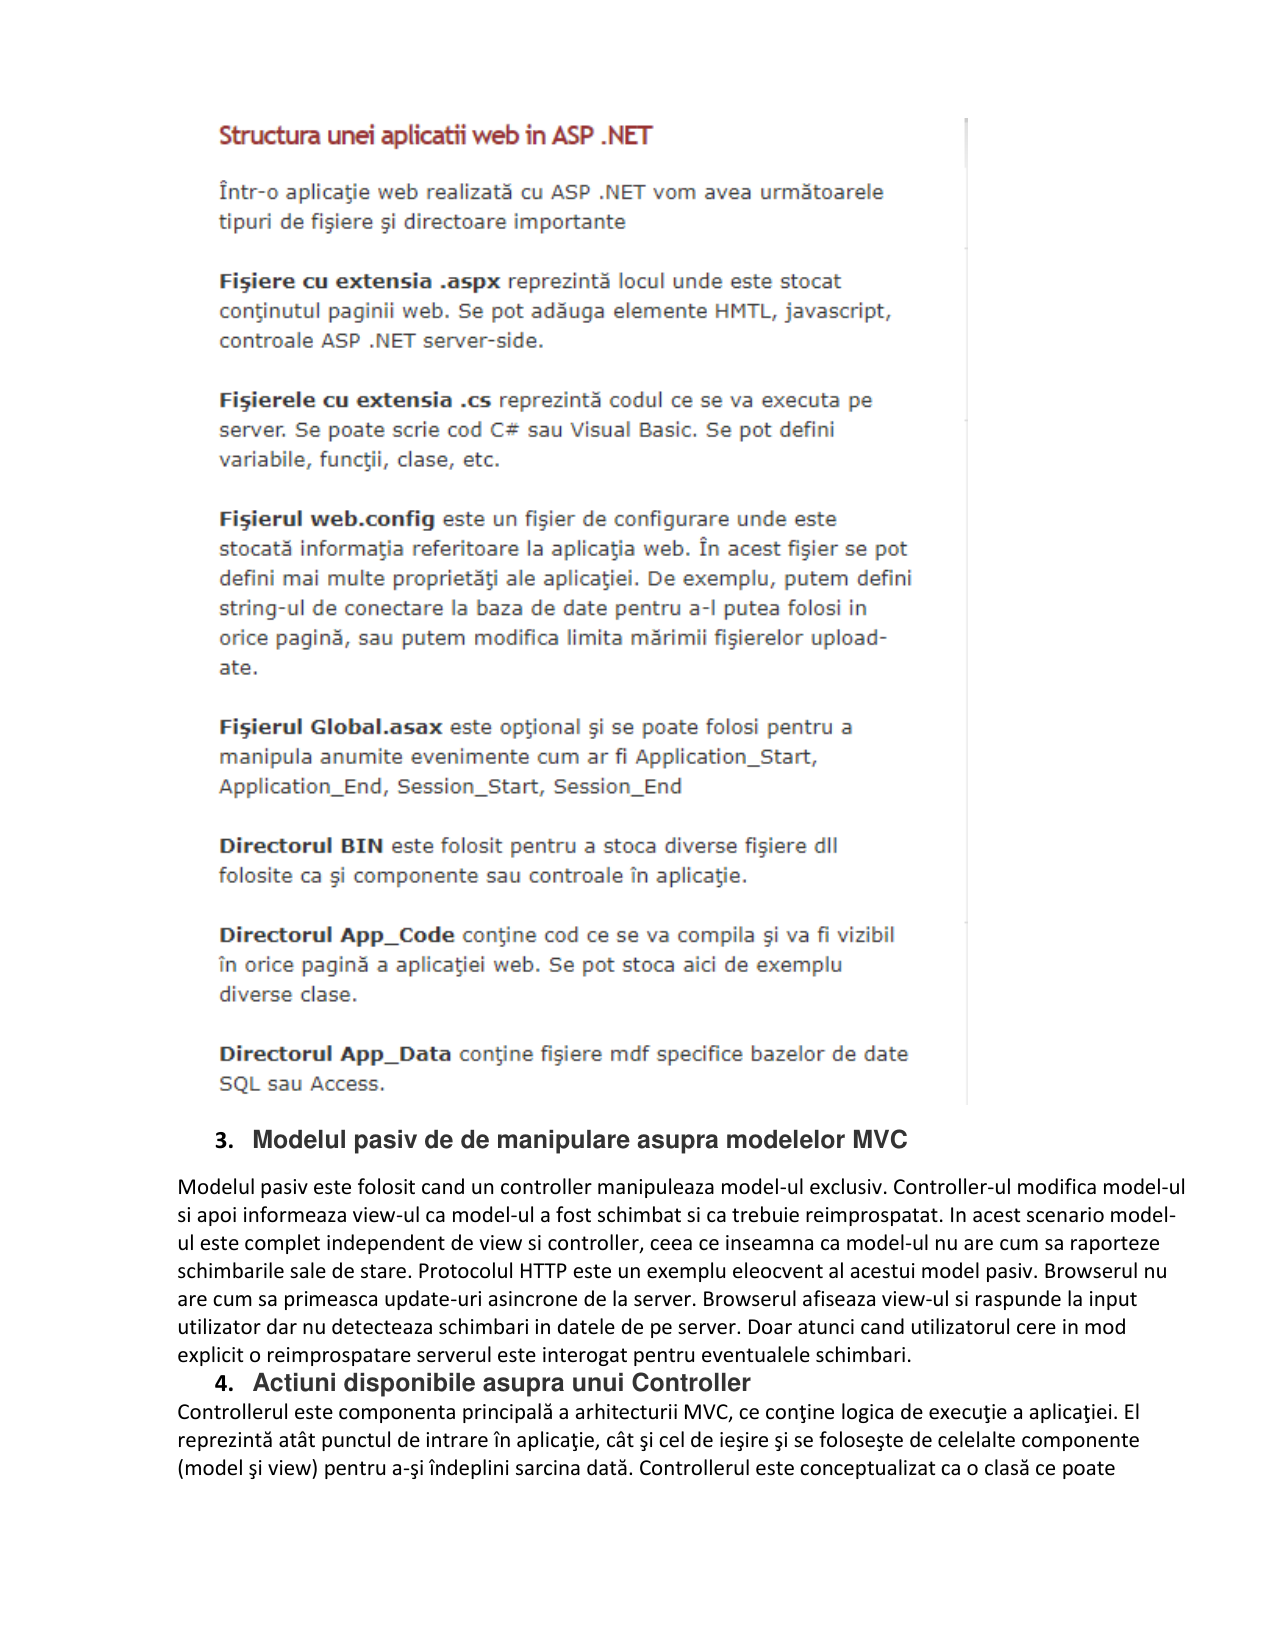 Structura unei aplicatii web in ASP .NET
Într-o aplicaţie web realizată cu ASP .NET vom avea următoarele
tipuri de fişiere şi directoare importante
Fişiere cu extensia .aspx reprezintă locul unde este stocat
conţinutul paginii web. Se pot adăuga elemente HMTL, javascript,
controale ASP .NET server-side.
Fişierele cu extensia .cs reprezintă codul ce se va executa pe
server. Se poate scrie cod C# sau Visual Basic. Se pot defini
variabile, funcţii, clase, etc.
Fişierul web.config este un fişier de configurare unde este
stocată informaţia referitoare la aplicaţia web. În acest fişier se pot
defini mai multe proprietăţi ale aplicaţiei. De exemplu, putem defini
string-ul de conectare la baza de date pentru a-l putea folosi in
orice pagină, sau putem modifica limita mărimii fişierelor upload-
ate.
Fişierul Global.asax este opţional şi se poate folosi pentru a
manipula anumite evenimente cum ar fi Application_Start,
Application_End, Session_Start, Session_End
Directorul BIN este folosit pentru a stoca diverse fişiere dll
folosite ca şi componente sau controale în aplicaţie.
Directorul App_Code conţine cod ce se va compila şi va fi vizibil
în orice pagină a aplicaţiei web. Se pot stoca aici de exemplu
diverse clase.
Directorul App_Data conţine fişiere mdf specifice bazelor de date
SQL sau Access.
3. Modelul pasiv de de manipulare asupra modelelor MVC
Modelul pasiv este folosit cand un controller manipuleaza model-ul exclusiv. Controller-ul modifica model-ul
si apoi informeaza view-ul ca model-ul a fost schimbat si ca trebuie reimprospatat. In acest scenario model-
ul este complet independent de view si controller, ceea ce inseamna ca model-ul nu are cum sa raporteze
schimbarile sale de stare. Protocolul HTTP este un exemplu eleocvent al acestui model pasiv. Browserul nu
are cum sa primeasca update-uri asincrone de la server. Browserul afiseaza view-ul si raspunde la input
utilizator dar nu detecteaza schimbari in datele de pe server. Doar atunci cand utilizatorul cere in mod
explicit o reimprospatare serverul este interogat pentru eventualele schimbari.
4. Actiuni disponibile asupra unui Controller
Controllerul este componenta principală a arhitecturii MVC, ce conţine logica de execuţie a aplicaţiei. El
reprezintă atât punctul de intrare în aplicaţie, cât şi cel de ieşire şi se foloseşte de celelalte componente
(model şi view) pentru a-şi îndeplini sarcina dată. Controllerul este conceptualizat ca o clasă ce poate